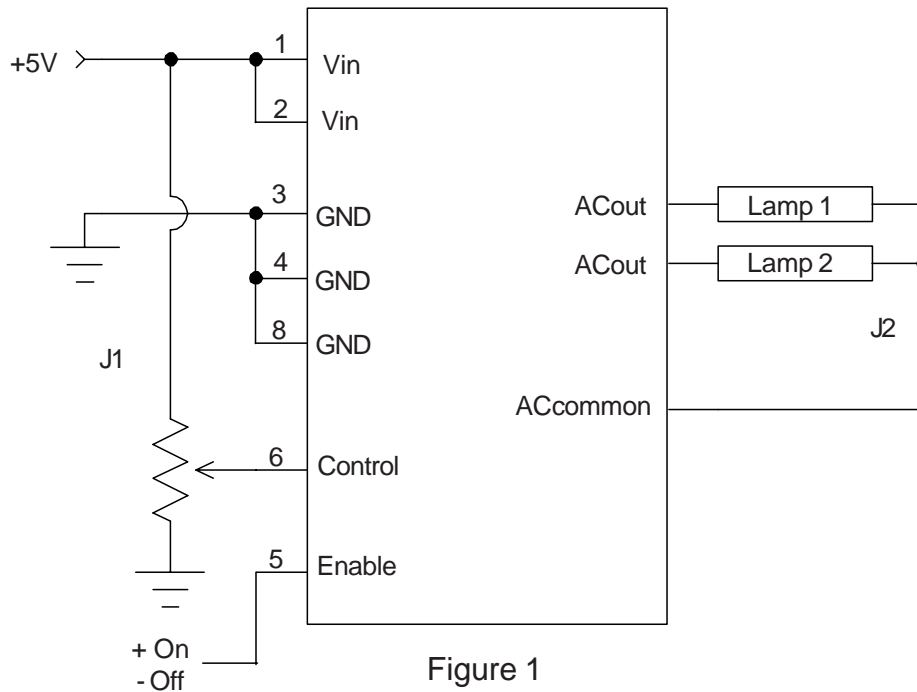 +5V
1
Vin
2
Vin
3
GND
4
GND
8
GND
J1
6
Control
5
Enable
+ On
- Off
ACout
Lamp 1
ACout
Lamp 2
J2
ACcommon
Figure 1